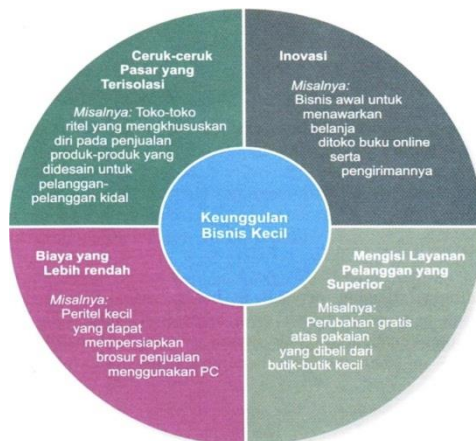 Ceruk-ceruk
Pasar yang
Terisolasi
Misalnya: Toko-toko
ritel yang mengkhususkan
diri pada penjualan
produk-produk yang
didesain untuk
pelanggan-
pelanggan kidal
Inovasi
Misalnya:
Bisnis awal untuk
menawarkan
belanja
ditoko buku online
serta
pengirimannya
Keunggulan
Bisnis Kecil
Biaya yang
Lebih rendah
Misalnya:
Peritel kecil
yang dapat
mempersiapkan
brosur penjualan
menggunakan PC
Mengisi Layanan
Pelanggan yang
Superior
Misalnya:
Perubahan gratis
atas pakaian
yang dibeli dari
butik-butik kecil